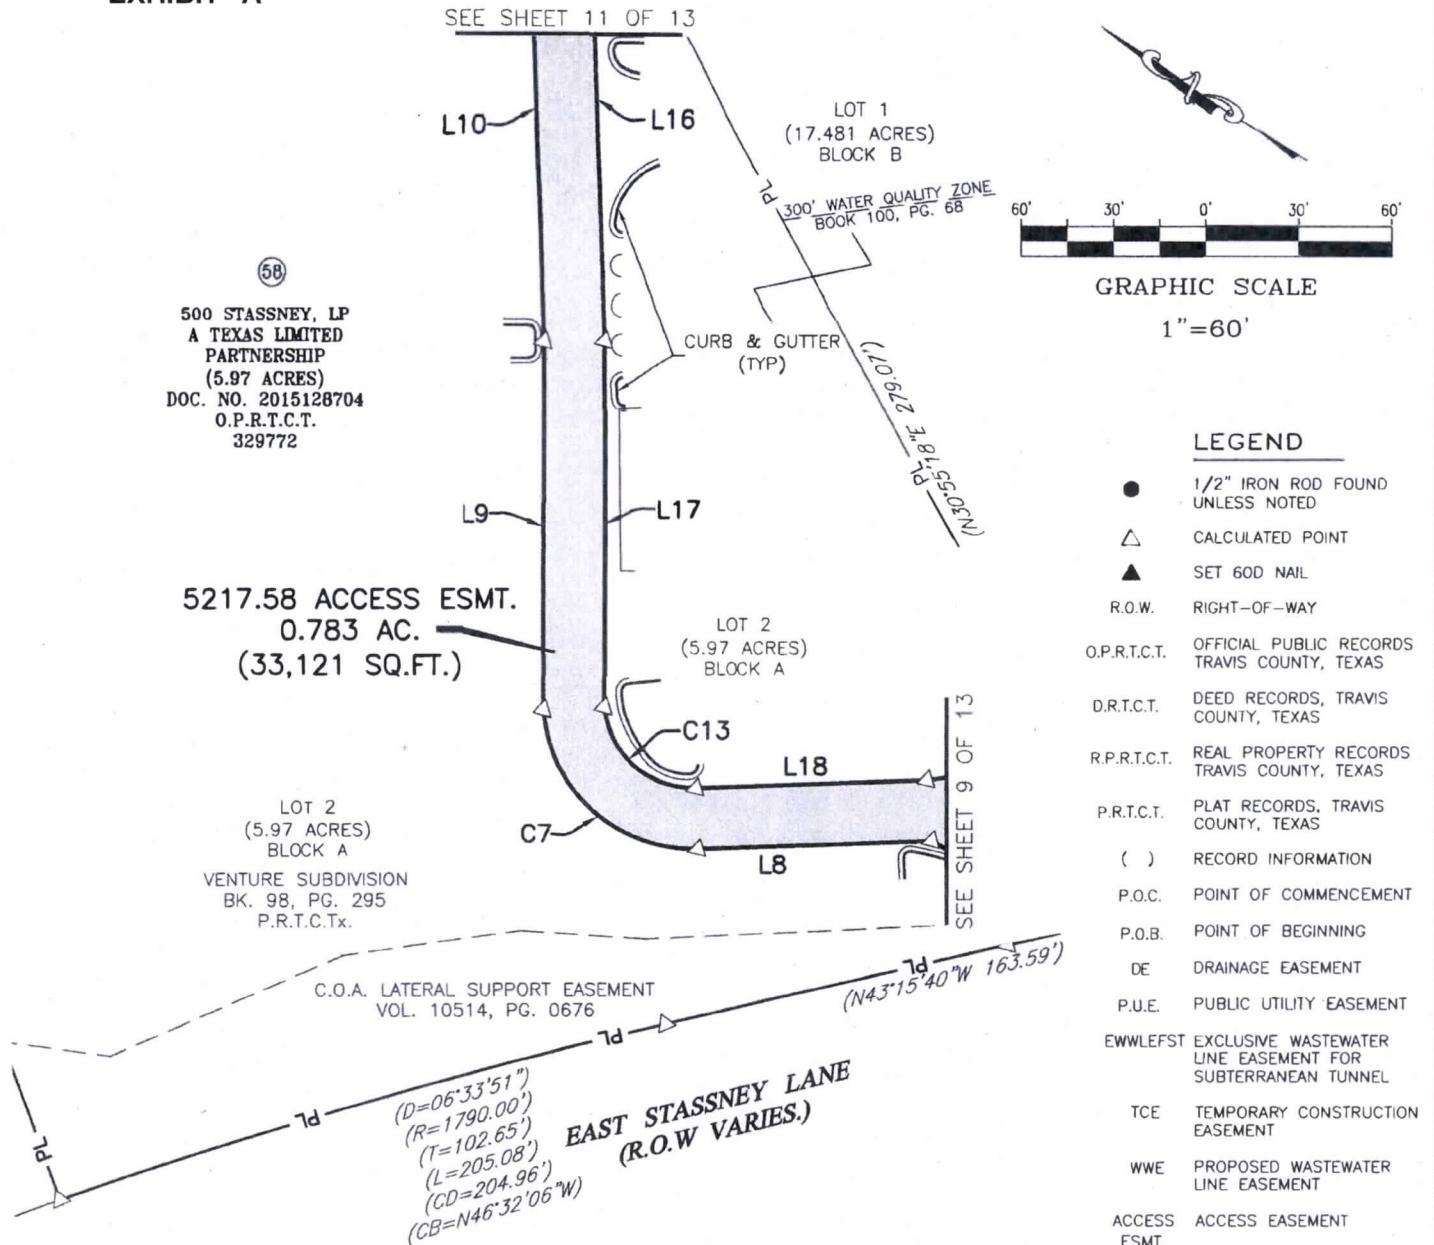 EXHIBIT "A"
SEE SHEET 11 OF 13
L10
L16
LOT 1
(17.481 ACRES)
BLOCK B
PL
300' WATER QUALITY ZONE
BOOK 100, PG. 68
60'
30'
0'
30'
60'
GRAPHIC SCALE
1"=60'
58
500 STASSNEY, LP
A TEXAS LIMITED
PARTNERSHIP
(5.97 ACRES)
DOC. NO. 2015128704
O.P.R.T.C.T.
329772
CURB & GUTTER
(TYP)
(N30°55'18"E 279.07')
PL
L9
L17
5217.58 ACCESS ESMT.
0.783 AC.
(33,121 SQ.FT.)
LOT 2
(5.97 ACRES)
BLOCK A
C13
L18
C7
L8
SEE SHEET 9 OF 13
LOT 2
(5.97 ACRES)
BLOCK A
VENTURE SUBDIVISION
BK. 98, PG. 295
P.R.T.C.Tx.
C.O.A. LATERAL SUPPORT EASEMENT
VOL. 10514, PG. 0676
PL
(N43°15'40"W 163.59')
PL
PL
PL
(D=06°33'51")
(R=1790.00')
(T=102.65')
(L=205.08')
(CD=204.96')
(CB=N46°32'06"W)
EAST STASSNEY LANE
(R.O.W VARIES.)
LEGEND
1/2" IRON ROD FOUND
UNLESS NOTED
CALCULATED POINT
SET 60D NAIL
R.O.W. RIGHT-OF-WAY
O.P.R.T.C.T. OFFICIAL PUBLIC RECORDS
TRAVIS COUNTY, TEXAS
D.R.T.C.T. DEED RECORDS, TRAVIS
COUNTY, TEXAS
R.P.R.T.C.T. REAL PROPERTY RECORDS
TRAVIS COUNTY, TEXAS
P.R.T.C.T. PLAT RECORDS, TRAVIS
COUNTY, TEXAS
( ) RECORD INFORMATION
P.O.C. POINT OF COMMENCEMENT
P.O.B. POINT OF BEGINNING
DE DRAINAGE EASEMENT
P.U.E. PUBLIC UTILITY EASEMENT
EWWLEFST EXCLUSIVE WASTEWATER
LINE EASEMENT FOR
SUBTERRANEAN TUNNEL
TCE TEMPORARY CONSTRUCTION
EASEMENT
WWE PROPOSED WASTEWATER
LINE EASEMENT
ACCESS ACCESS EASEMENT
ESMT.